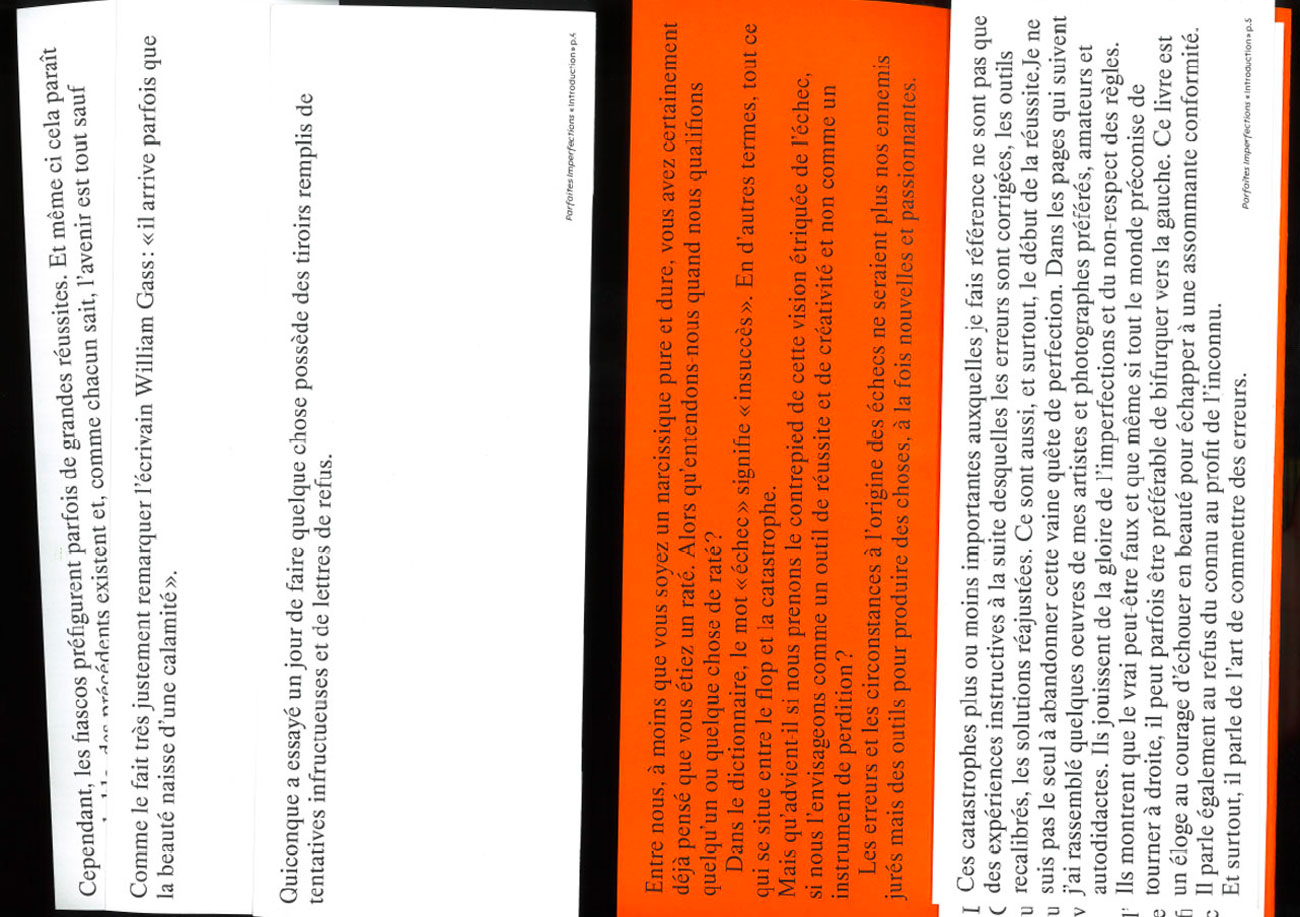 Cependant, les fiascos préfigurent parfois de grandes réussites. Et même ci cela paraît
des précédents existent et, comme chacun sait, l'avenir est tout sauf
Comme le fait très justement remarquer l'écrivain William Gass : « il arrive parfois que
la beauté naisse d'une calamité ».
Quiconque a essayé un jour de faire quelque chose possède des tiroirs remplis de
tentatives infructueuses et de lettres de refus.
Parfaites Imperfections « Introduction » p.4
Entre nous, à moins que vous soyez un narcissique pure et dure, vous avez certainement
déjà pensé que vous étiez un raté. Alors qu'entendons-nous quand nous qualifions
quelqu'un ou quelque chose de raté ?
Dans le dictionnaire, le mot « échec » signifie « insuccès ». En d'autres termes, tout ce
qui se situe entre le flop et la catastrophe.
Mais qu'advient-il si nous prenons le contrepied de cette vision étriquée de l'échec,
si nous l'envisageons comme un outil de réussite et de créativité et non comme un
instrument de perdition ?
Les erreurs et les circonstances à l'origine des échecs ne seraient plus nos ennemis
jurés mais des outils pour produire des choses, à la fois nouvelles et passionnantes.
Ces catastrophes plus ou moins importantes auxquelles je fais référence ne sont pas que
des expériences instructives à la suite desquelles les erreurs sont corrigées, les outils
recalibrés, les solutions réajustées. Ce sont aussi, et surtout, le début de la réussite.Je ne
suis pas le seul à abandonner cette vaine quête de perfection. Dans les pages qui suivent
j'ai rassemblé quelques oeuvres de mes artistes et photographes préférés, amateurs et
autodidactes. Ils jouissent de la gloire de l'imperfections et du non-respect des règles.
Ils montrent que le vrai peut-être faux et que même si tout le monde préconise de
tourner à droite, il peut parfois être préférable de bifurquer vers la gauche. Ce livre est
un éloge au courage d'échouer en beauté pour échapper à une assommante conformité.
Il parle également au refus du connu au profit de l'inconnu.
Et surtout, il parle de l'art de commettre des erreurs.
Parfaites Imperfections « Introduction » p.5